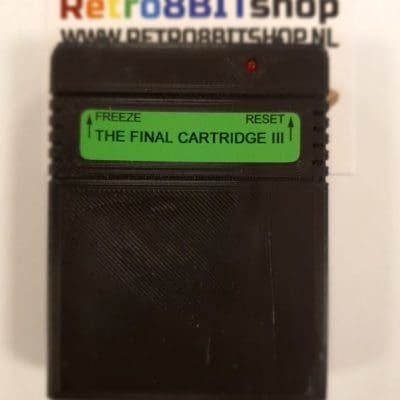 Retro8BITshop
WWW.RETRO8BITSHOP.NL
FREEZE RESET
THE FINAL CARTRIDGE III